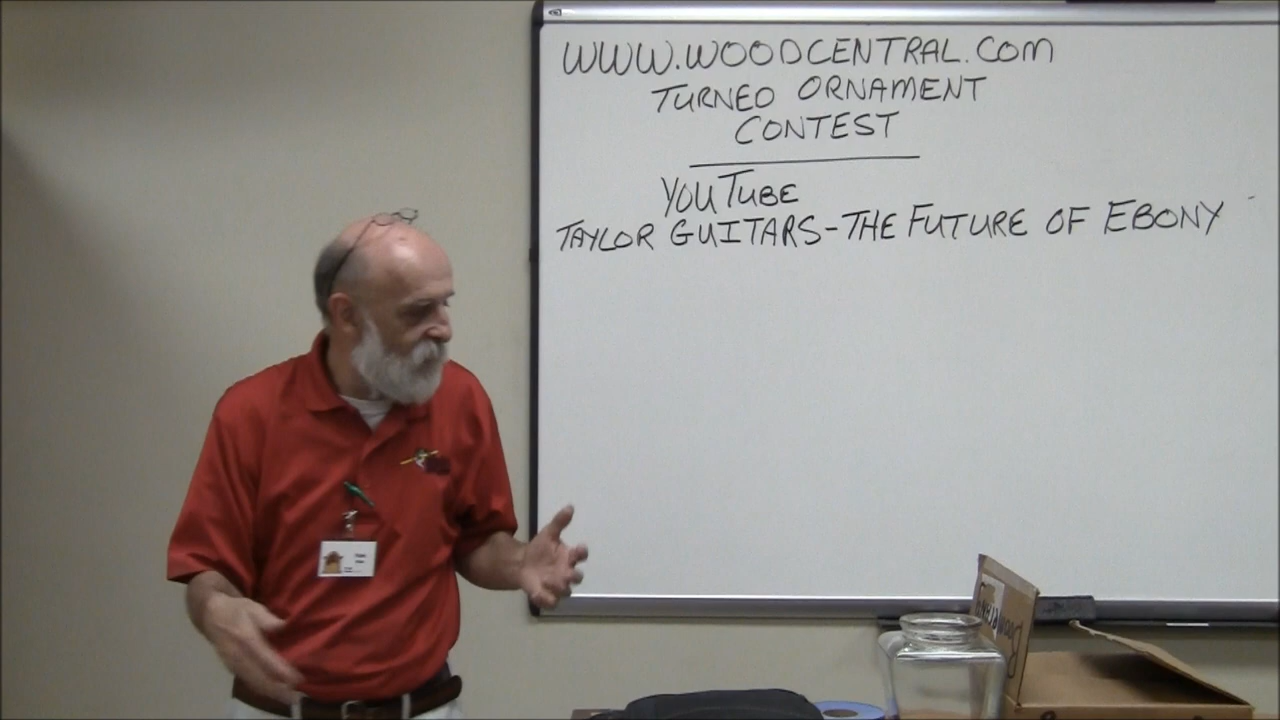 WWW.WOODCENTRAL.COM
TURNED ORNAMENT
CONTEST
YOUTUBE
TAYLOR GUITARS-THE FUTURE OF EBONY